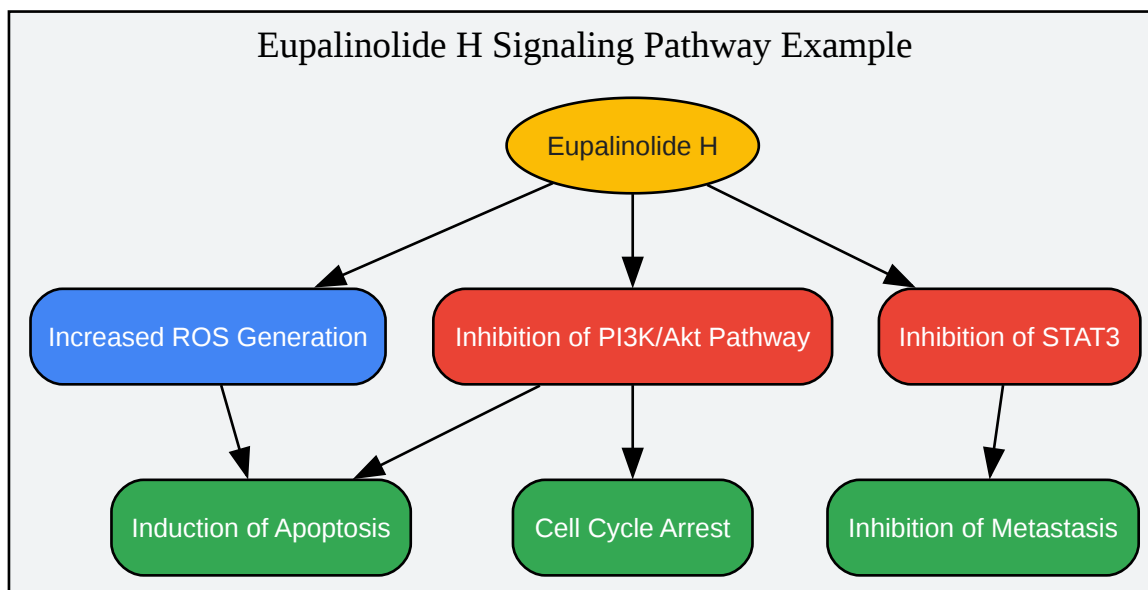 Eupalinolide H Signaling Pathway Example
Eupalinolide H
Increased ROS Generation
Inhibition of PI3K/Akt Pathway
Inhibition of STAT3
Induction of Apoptosis
Cell Cycle Arrest
Inhibition of Metastasis